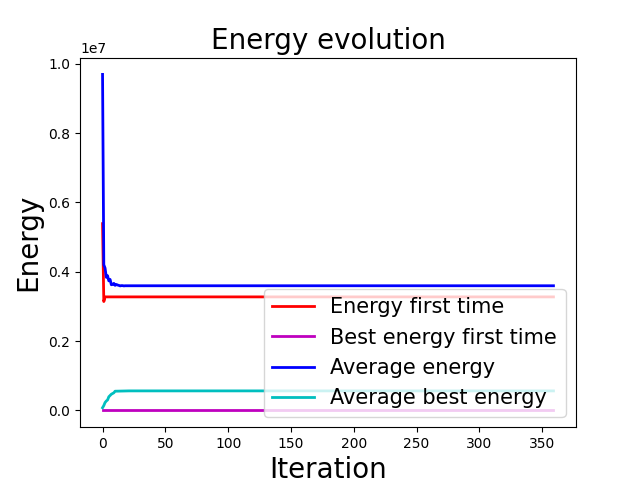 Energy evolution
1e7
1.0
0.8
0.6
0.4
0.2
0.0
Energy
Energy first time
Best energy first time
Average energy
Average best energy
0 50 100 150 200 250 300 350
Iteration